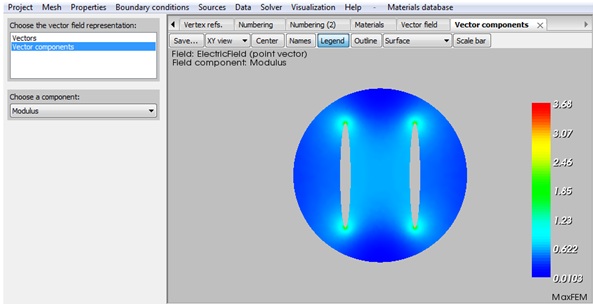 Project Mesh Properties Boundary conditions Sources Data Solver Visualization Help - Materials database
Choose the vector field representation:
Vectors
Vector components
Choose a component:
Modulus
Vertex refs. Numbering Numbering (2) Materials Vector field Vector components
Save... XY view Center Names Legend Outline Surface Scale bar
Field: ElectricField (point vector)
Field component: Modulus
3.68
3.07
2.46
1.85
1.23
0.622
0.0103
MaxFEM